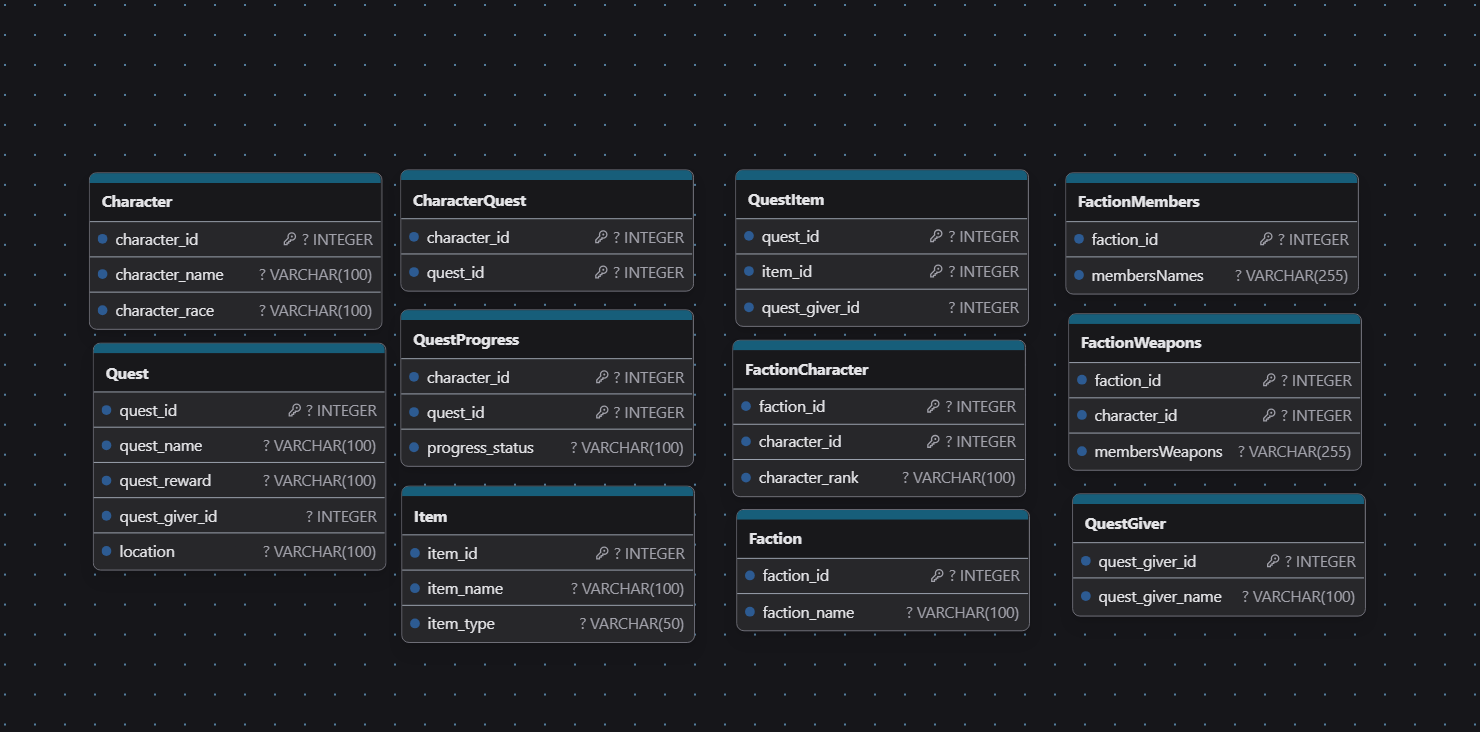 Character
character_id ? INTEGER
character_name ? VARCHAR(100)
character_race ? VARCHAR(100)
Quest
quest_id ? INTEGER
quest_name ? VARCHAR(100)
quest_reward ? VARCHAR(100)
quest_giver_id ? INTEGER
location ? VARCHAR(100)
CharacterQuest
character_id ? INTEGER
quest_id ? INTEGER
QuestProgress
character_id ? INTEGER
quest_id ? INTEGER
progress_status ? VARCHAR(100)
Item
item_id ? INTEGER
item_name ? VARCHAR(100)
item_type ? VARCHAR(50)
QuestItem
quest_id ? INTEGER
item_id ? INTEGER
quest_giver_id ? INTEGER
FactionCharacter
faction_id ? INTEGER
character_id ? INTEGER
character_rank ? VARCHAR(100)
Faction
faction_id ? INTEGER
faction_name ? VARCHAR(100)
FactionMembers
faction_id ? INTEGER
membersNames ? VARCHAR(255)
FactionWeapons
faction_id ? INTEGER
character_id ? INTEGER
membersWeapons ? VARCHAR(255)
QuestGiver
quest_giver_id ? INTEGER
quest_giver_name ? VARCHAR(100)